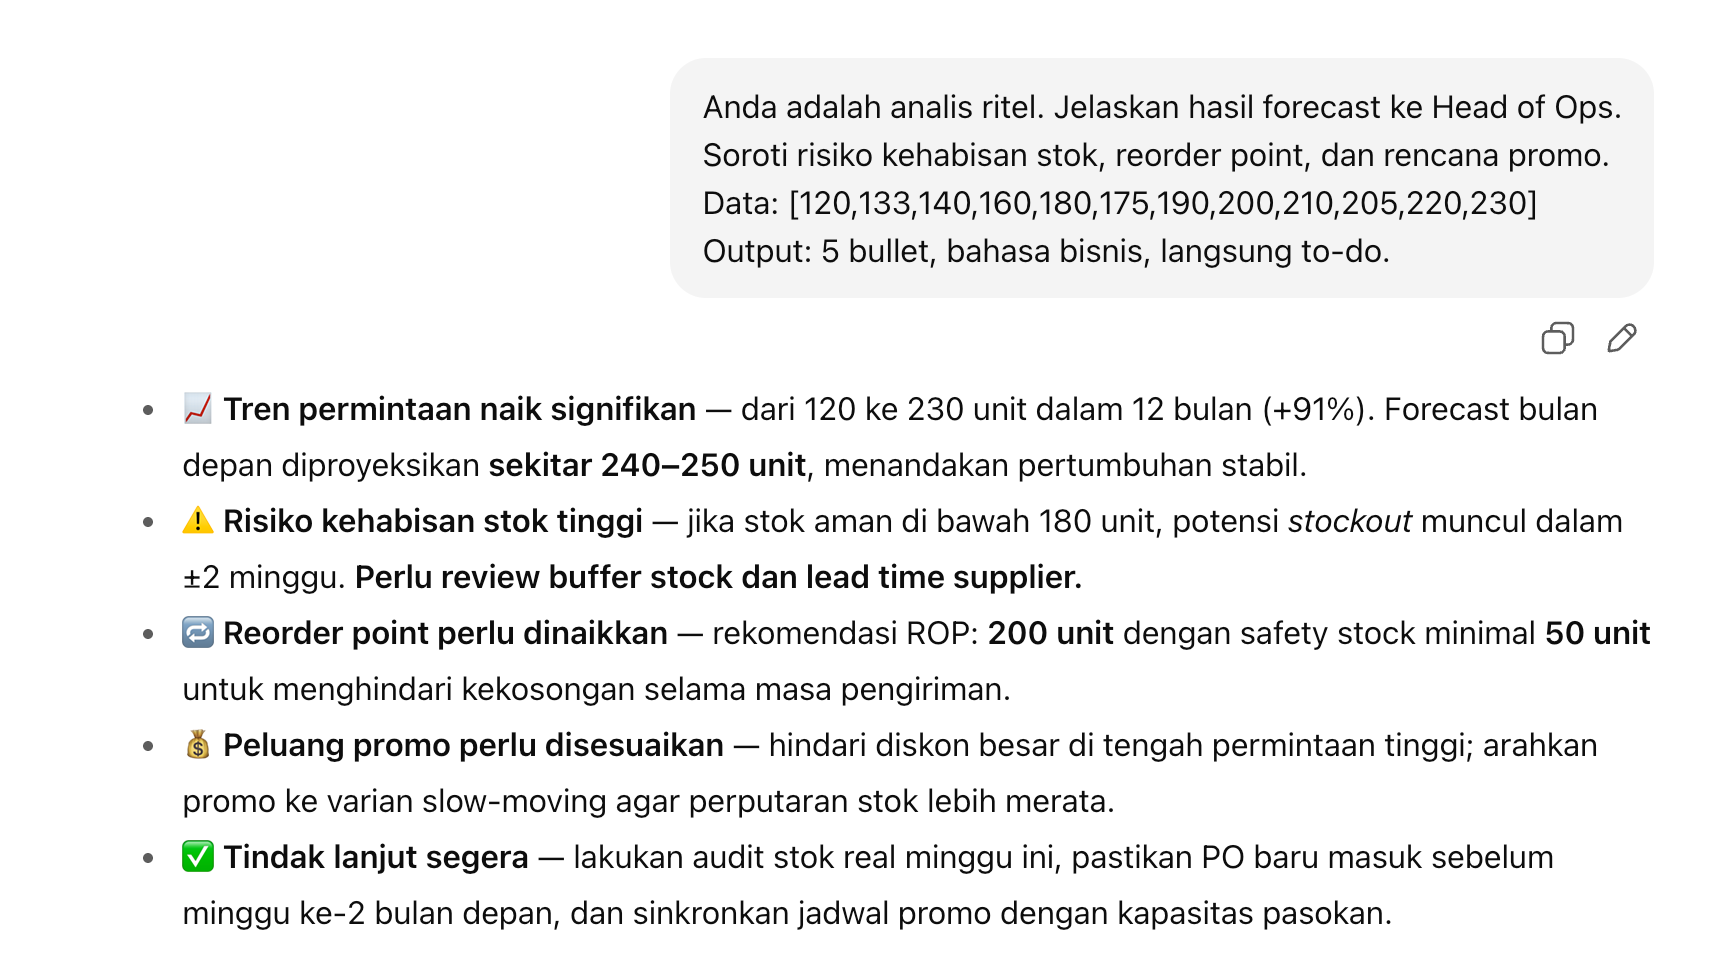 Anda adalah analis ritel. Jelaskan hasil forecast ke Head of Ops.
Soroti risiko kehabisan stok, reorder point, dan rencana promo.
Data: [120,133,140,160,180,175,190,200,210,205,220,230]
Output: 5 bullet, bahasa bisnis, langsung to-do.
• 📈 Tren permintaan naik signifikan — dari 120 ke 230 unit dalam 12 bulan (+91%). Forecast bulan
depan diproyeksikan sekitar 240–250 unit, menandakan pertumbuhan stabil.
• ⚠️ Risiko kehabisan stok tinggi — jika stok aman di bawah 180 unit, potensi stockout muncul dalam
±2 minggu. Perlu review buffer stock dan lead time supplier.
• 🔁 Reorder point perlu dinaikkan — rekomendasi ROP: 200 unit dengan safety stock minimal 50 unit
untuk menghindari kekosongan selama masa pengiriman.
• 💰 Peluang promo perlu disesuaikan — hindari diskon besar di tengah permintaan tinggi; arahkan
promo ke varian slow-moving agar perputaran stok lebih merata.
• ✅ Tindak lanjut segera — lakukan audit stok real minggu ini, pastikan PO baru masuk sebelum
minggu ke-2 bulan depan, dan sinkronkan jadwal promo dengan kapasitas pasokan.